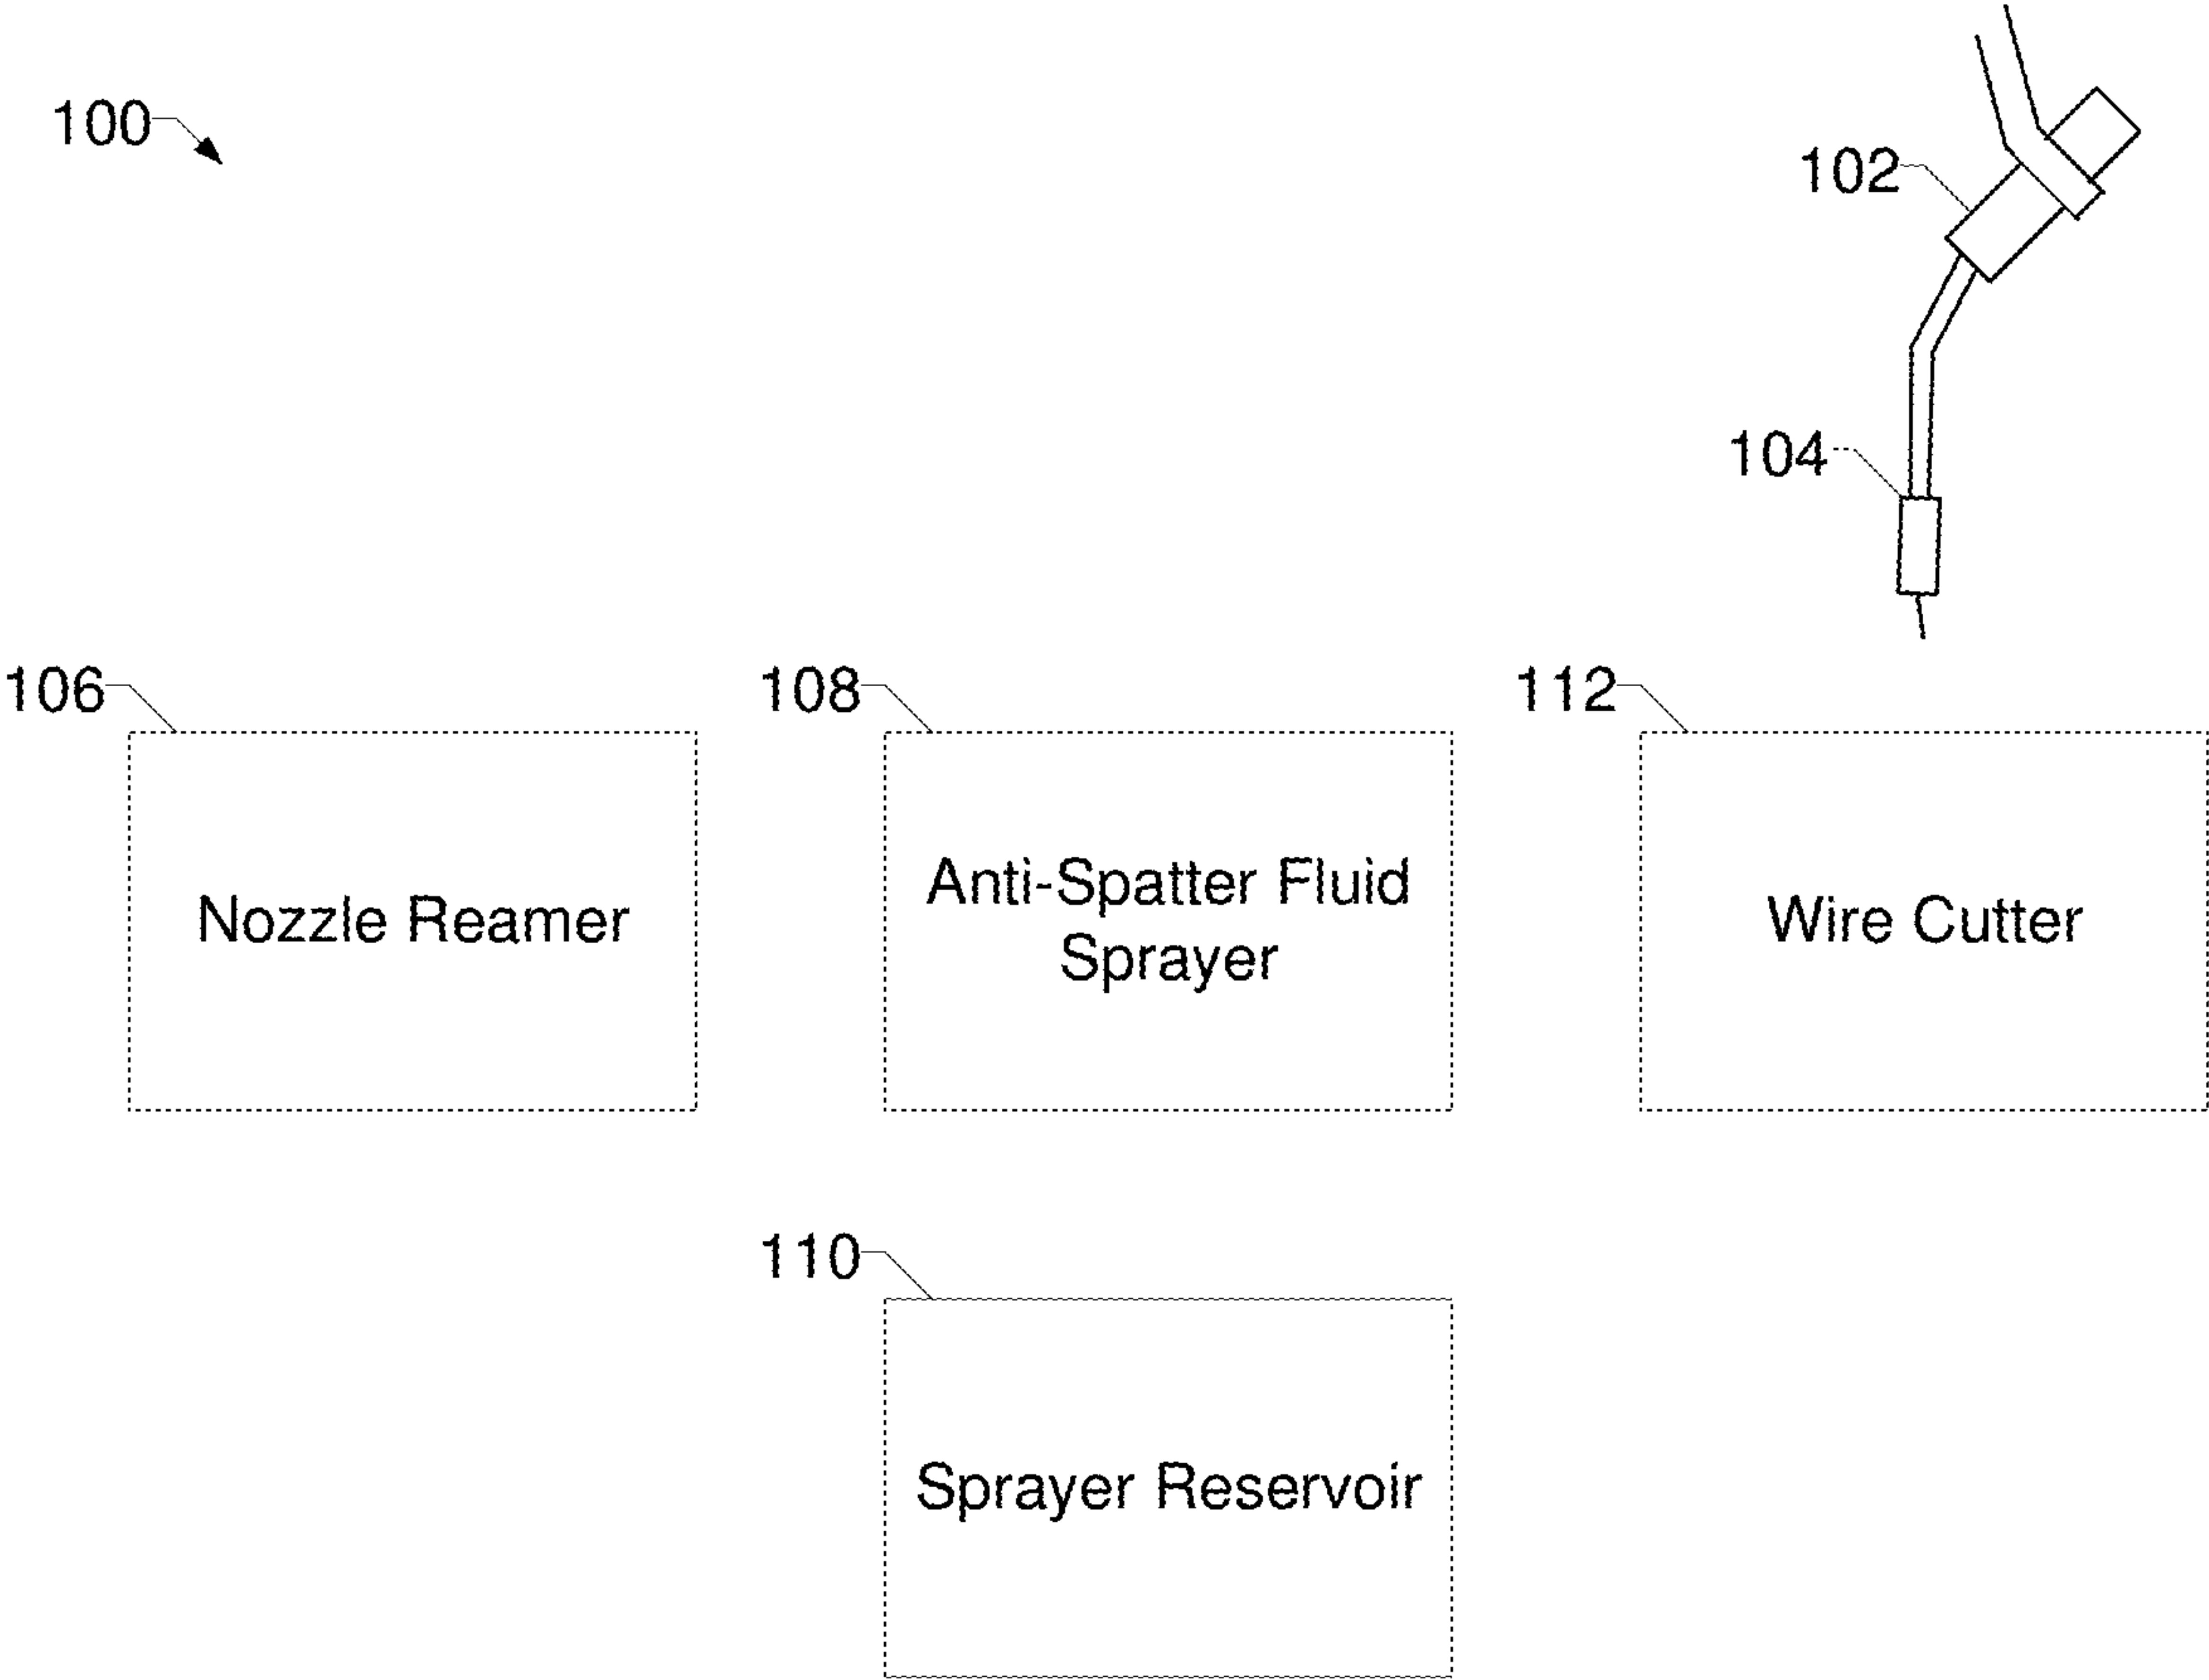 100
102
104
106
108
112
Nozzle Reamer
Anti-Spatter Fluid
Sprayer
Wire Cutter
110
Sprayer Reservoir